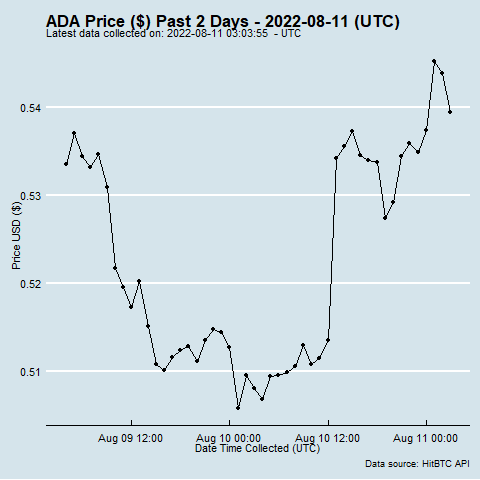 ADA Price ($) Past 2 Days - 2022-08-11 (UTC)
Latest data collected on: 2022-08-11 03:03:55  - UTC
0.54
0.53
0.52
0.51
Price USD ($)
Aug 09 12:00 Aug 10 00:00 Aug 10 12:00 Aug 11 00:00
Date Time Collected (UTC)
Data source: HitBTC API